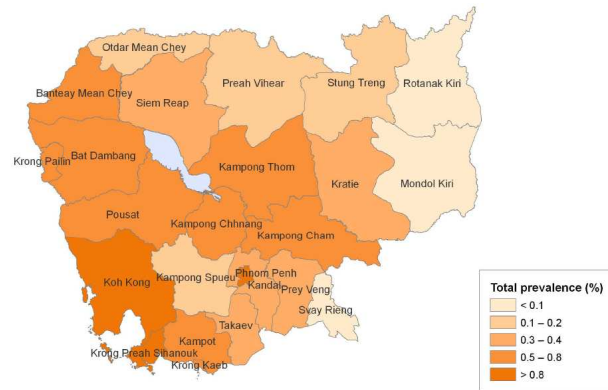 Otdar Mean Chey
Preah Vihear
Stung Treng
Rotanak Kiri
Banteay Mean Chey
Siem Reap
Krong Pailin
Bat Dambang
Kampong Thom
Kratie
Mondol Kiri
Pousat
Kampong Chhnang
Kampong Cham
Koh Kong
Kampong Spueu
Phnom Penh
Kandal
Prey Veng
Svay Rieng
Takaev
Krong Preah Sihanouk
Kampot
Krong Kaeb
Total prevalence (%)
< 0.1
0.1 – 0.2
0.3 – 0.4
0.5 – 0.8
> 0.8